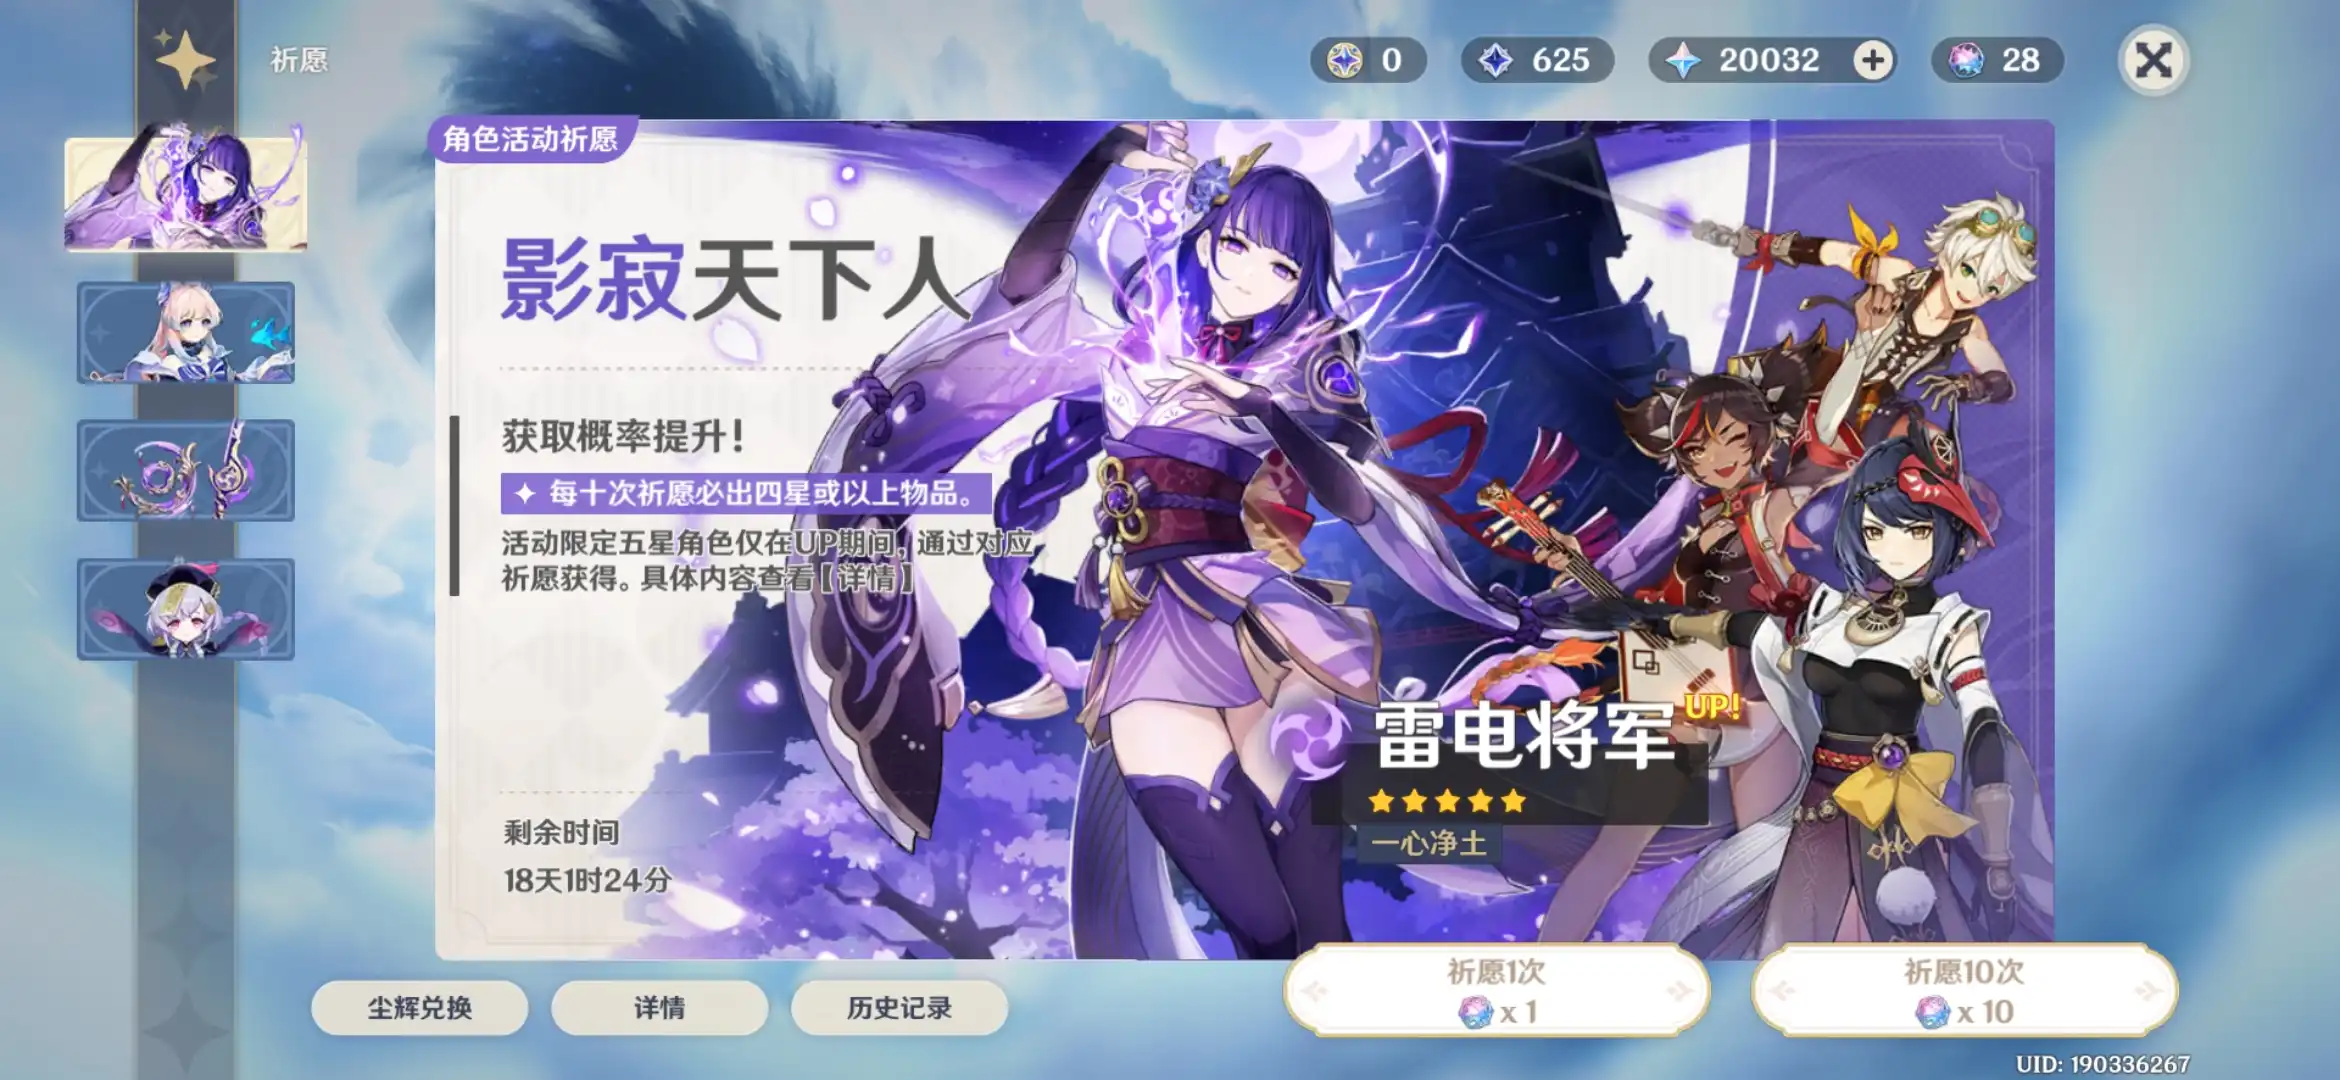 祈愿
0
625
20032
28
角色活动祈愿
影寂天下人
获取概率提升!
每十次祈愿必出四星或以上物品。
活动限定五星角色仅在UP期间,通过对应
祈愿获得。具体内容查看【详情】
雷电将军 UP!
一心净土
剩余时间
18天1时24分
尘辉兑换
详情
历史记录
祈愿1次
x 1
祈愿10次
x 10
UID: 190336267